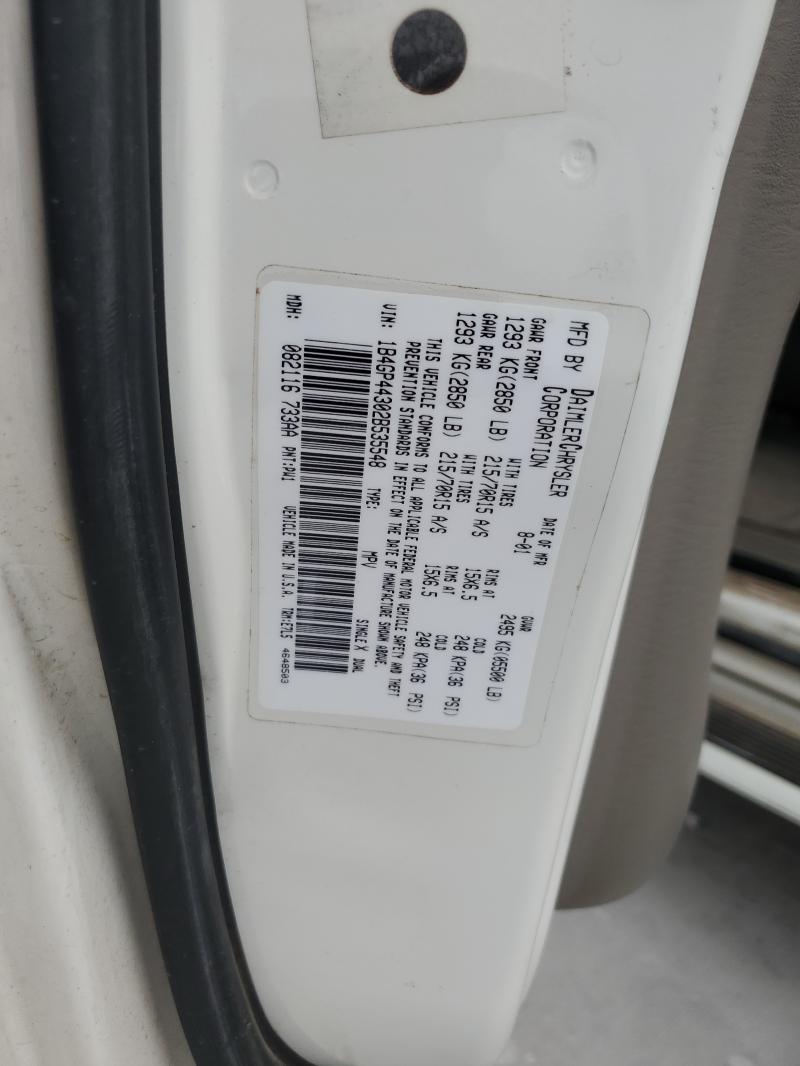 MFD BY DAIMLERCHRYSLER
CORPORATION
DATE OF MFR GVWR
8-01 2495 KG(05500 LB)
GAWR FRONT WITH TIRES RIMS AT COLD
1293 KG(2850 LB) 215/70R15 A/S 15X6.5 248 KPA(36 PSI)
GAWR REAR WITH TIRES RIMS AT COLD
1293 KG(2850 LB) 215/70R15 A/S 15X6.5 248 KPA(36 PSI)
THIS VEHICLE CONFORMS TO ALL APPLICABLE FEDERAL MOTOR VEHICLE SAFETY AND THEFT
PREVENTION STANDARDS IN EFFECT ON THE DATE OF MANUFACTURE SHOWN ABOVE.
VIN: 1B4GP44302B535548 TYPE: MPV SINGLE X DUAL
MDH: 082116 733AA PNT:PW1 VEHICLE MADE IN U.S.A. TRM:E7L5 4648503